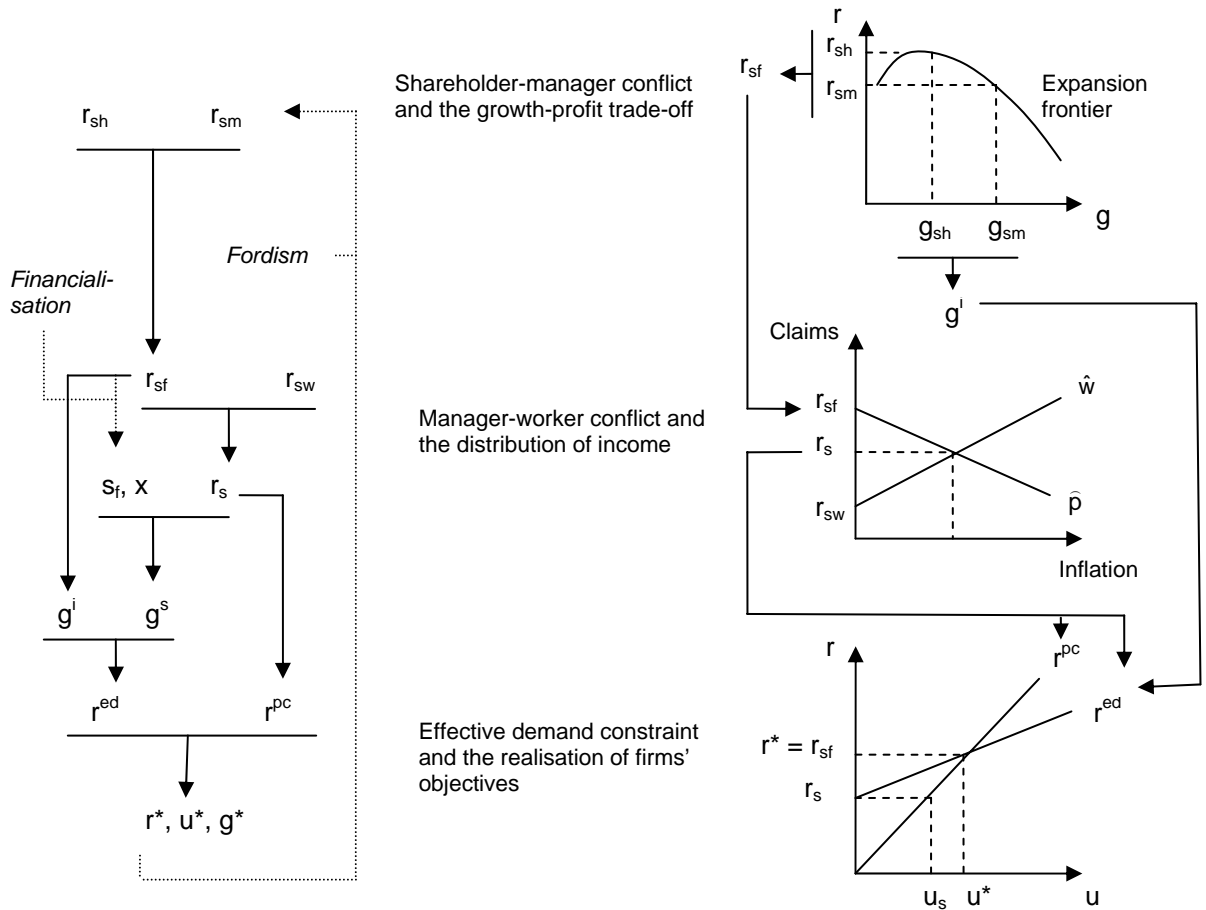 r_sh r_sm
Financiali-
sation
Fordism
r_sf r_sw
s_f, x r_s
g^i g^s
r^ed r^pc
r*, u*, g*
Shareholder-manager conflict
and the growth-profit trade-off
Manager-worker conflict and
the distribution of income
Effective demand constraint
and the realisation of firms'
objectives
r_sf
r
r_sh
r_sm
Expansion
frontier
g
g_sh g_sm
g^i
Claims
r_sf
r_s
r_sw
ŵ
p̂
Inflation
r^pc
r
r^ed
r* = r_sf
r_s
u_s u* u